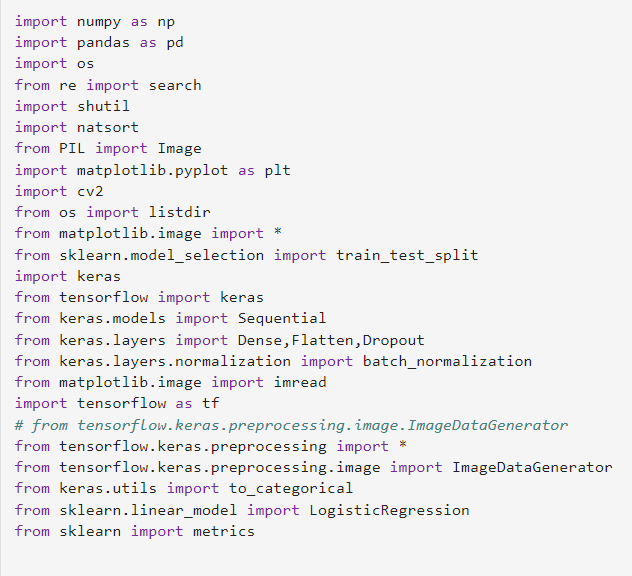 import numpy as np
import pandas as pd
import os
from re import search
import shutil
import natsort
from PIL import Image
import matplotlib.pyplot as plt
import cv2
from os import listdir
from matplotlib.image import *
from sklearn.model_selection import train_test_split
import keras
from tensorflow import keras
from keras.models import Sequential
from keras.layers import Dense,Flatten,Dropout
from keras.layers.normalization import batch_normalization
from matplotlib.image import imread
import tensorflow as tf
# from tensorflow.keras.preprocessing.image.ImageDataGenerator
from tensorflow.keras.preprocessing import *
from tensorflow.keras.preprocessing.image import ImageDataGenerator
from keras.utils import to_categorical
from sklearn.linear_model import LogisticRegression
from sklearn import metrics